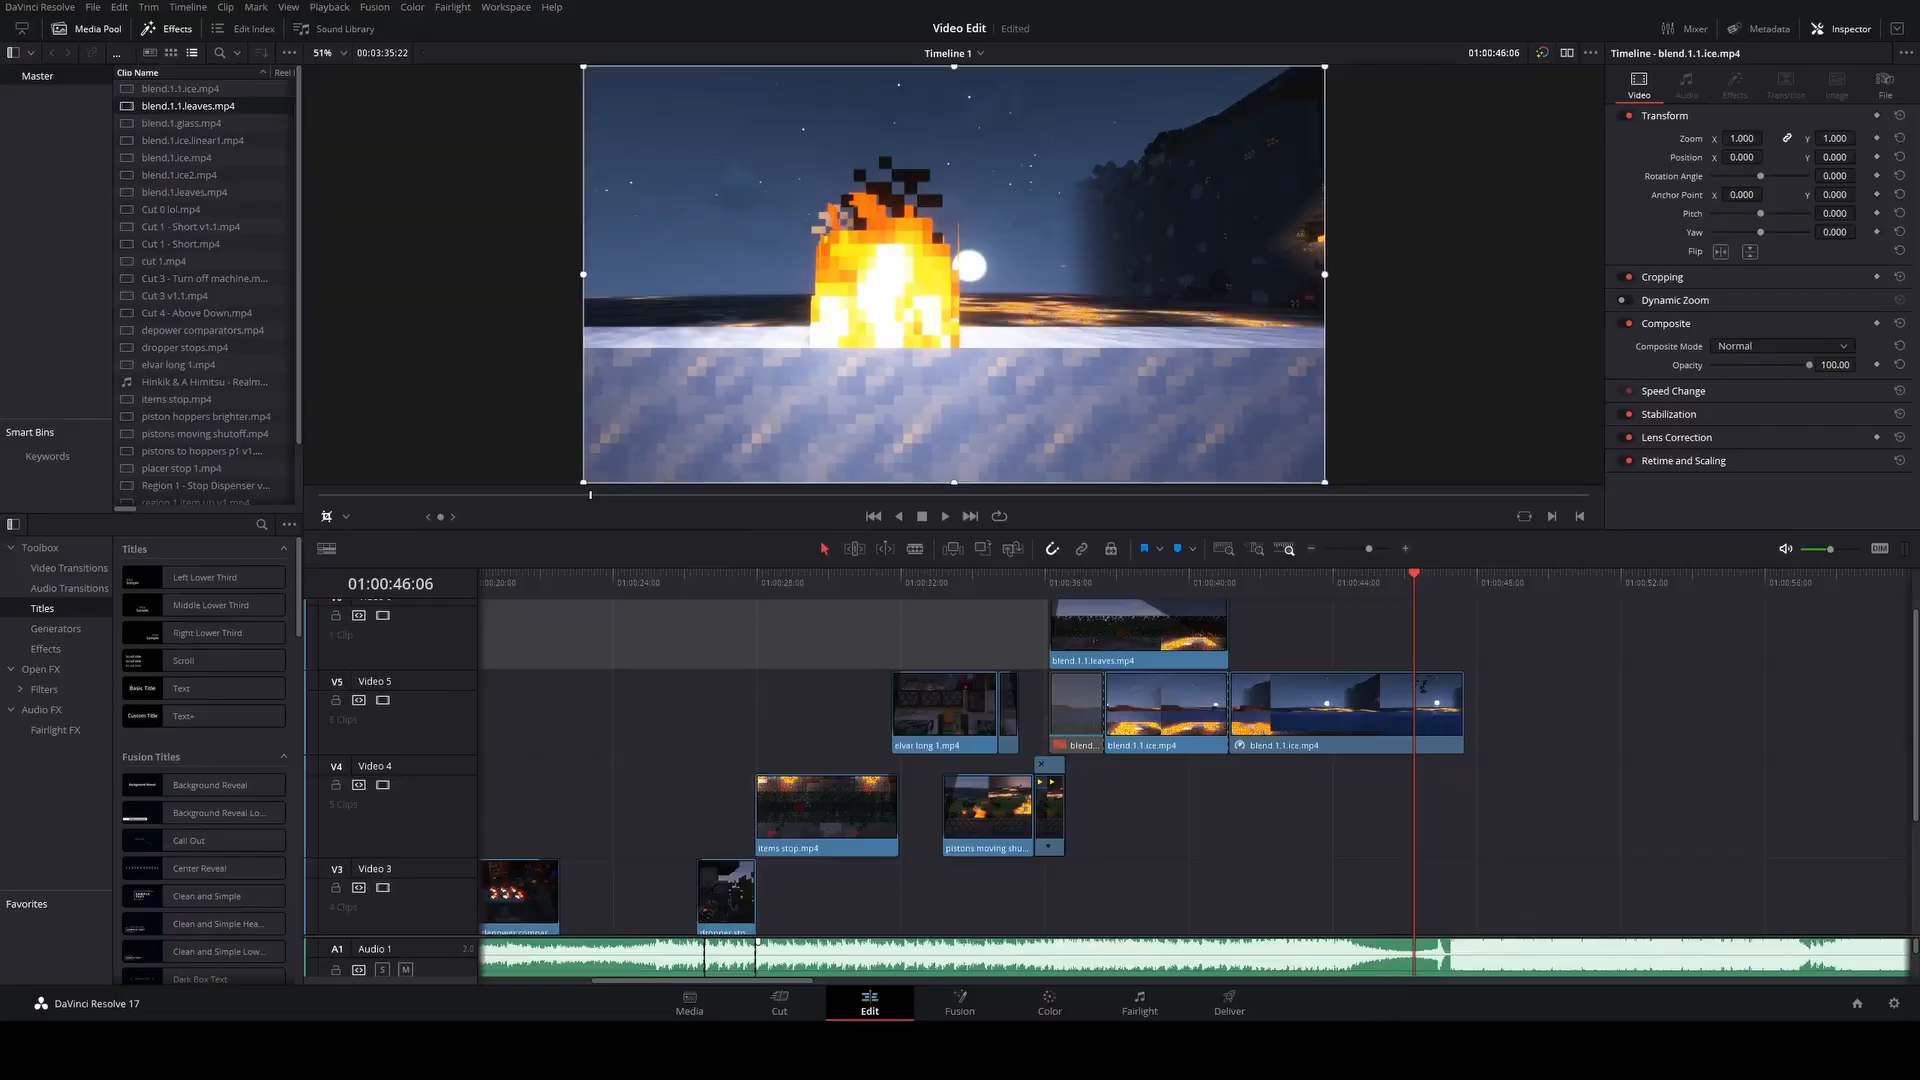 DaVinci Resolve File Edit Trim Timeline Clip Mark View Playback Fusion Color Fairlight Workspace Help
Media Pool Effects Edit Index Sound Library Video Edit Edited Mixer Metadata Inspector
... 51% 00:03:35:22 Timeline 1 01:00:46:06 Timeline - blend.1.1.ice.mp4
Master
Clip Name Reel
blend.1.1.ice.mp4
blend.1.1.leaves.mp4
blend.1.glass.mp4
blend.1.ice.linear1.mp4
blend.1.ice.mp4
blend.1.ice2.mp4
blend.1.leaves.mp4
Cut 0 lol.mp4
Cut 1 - Short v1.1.mp4
Cut 1 - Short.mp4
cut 1.mp4
Cut 3 - Turn off machine.m...
Cut 3 v1.1.mp4
Cut 4 - Above Down.mp4
depower comparators.mp4
dropper stops.mp4
elvar long 1.mp4
Hinkik & A Himitsu - Realm...
items stop.mp4
piston hoppers brighter.mp4
pistons moving shutoff.mp4
pistons to hoppers p1 v1....
placer stop 1.mp4
Region 1 - Stop Dispenser v...
region 1 item up v1.mp4
Smart Bins
Keywords
Video Audio Effects Transition Image File
Transform
Zoom X 1.000 Y 1.000
Position X 0.000 Y 0.000
Rotation Angle 0.000
Anchor Point X 0.000 Y 0.000
Pitch 0.000
Yaw 0.000
Flip
Cropping
Dynamic Zoom
Composite
Composite Mode Normal
Opacity 100.00
Speed Change
Stabilization
Lens Correction
Retime and Scaling
Toolbox
Video Transitions
Audio Transitions
Titles
Generators
Effects
Open FX
Filters
Audio FX
Fairlight FX
Favorites
Titles
Left Lower Third
Middle Lower Third
Right Lower Third
Scroll
Basic Title Text
Custom Title Text+
Fusion Titles
Background Reveal
Background Reveal Lo...
Call Out
Center Reveal
Clean and Simple
Clean and Simple Hea...
Clean and Simple Low...
Dark Box Text
DIM
01:00:46:06
:00:20:00 01:00:24:00 01:00:28:00 01:00:32:00 01:00:36:00 01:00:40:00 01:00:44:00 01:00:48:00 01:00:52:00 01:00:56:00
1 Clip
blend.1.1.leaves.mp4
V5 Video 5
6 Clips
elvar long 1.mp4 blend... blend.1.1.ice.mp4 blend.1.1.ice.mp4
V4 Video 4
5 Clips
items stop.mp4 pistons moving shu...
V3 Video 3
4 Clips
depower compar... dropper sto...
A1 Audio 1 2.0
S M
DaVinci Resolve 17
Media Cut Edit Fusion Color Fairlight Deliver